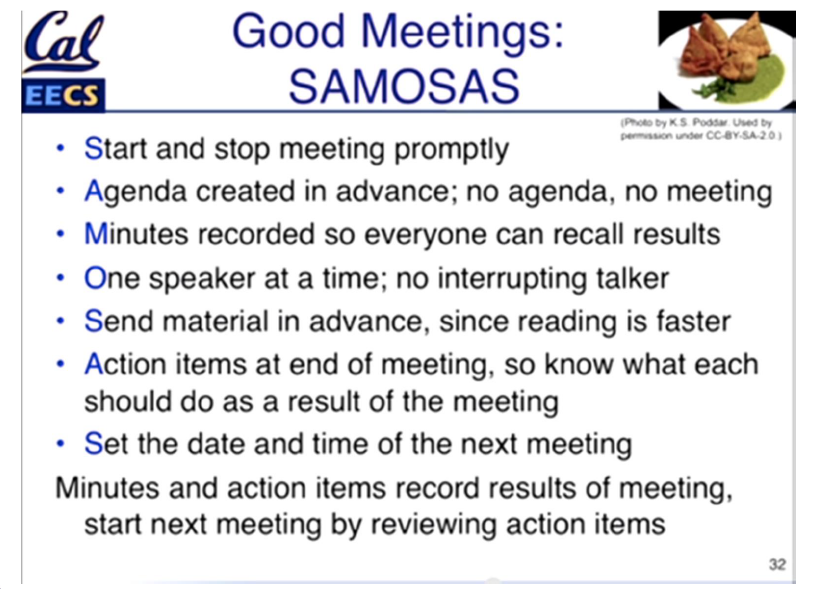 Cal
EECS
Good Meetings:
SAMOSAS
(Photo by K.S. Poddar. Used by
permission under CC-BY-SA-2.0.)
• Start and stop meeting promptly
• Agenda created in advance; no agenda, no meeting
• Minutes recorded so everyone can recall results
• One speaker at a time; no interrupting talker
• Send material in advance, since reading is faster
• Action items at end of meeting, so know what each
should do as a result of the meeting
• Set the date and time of the next meeting
Minutes and action items record results of meeting,
start next meeting by reviewing action items
32